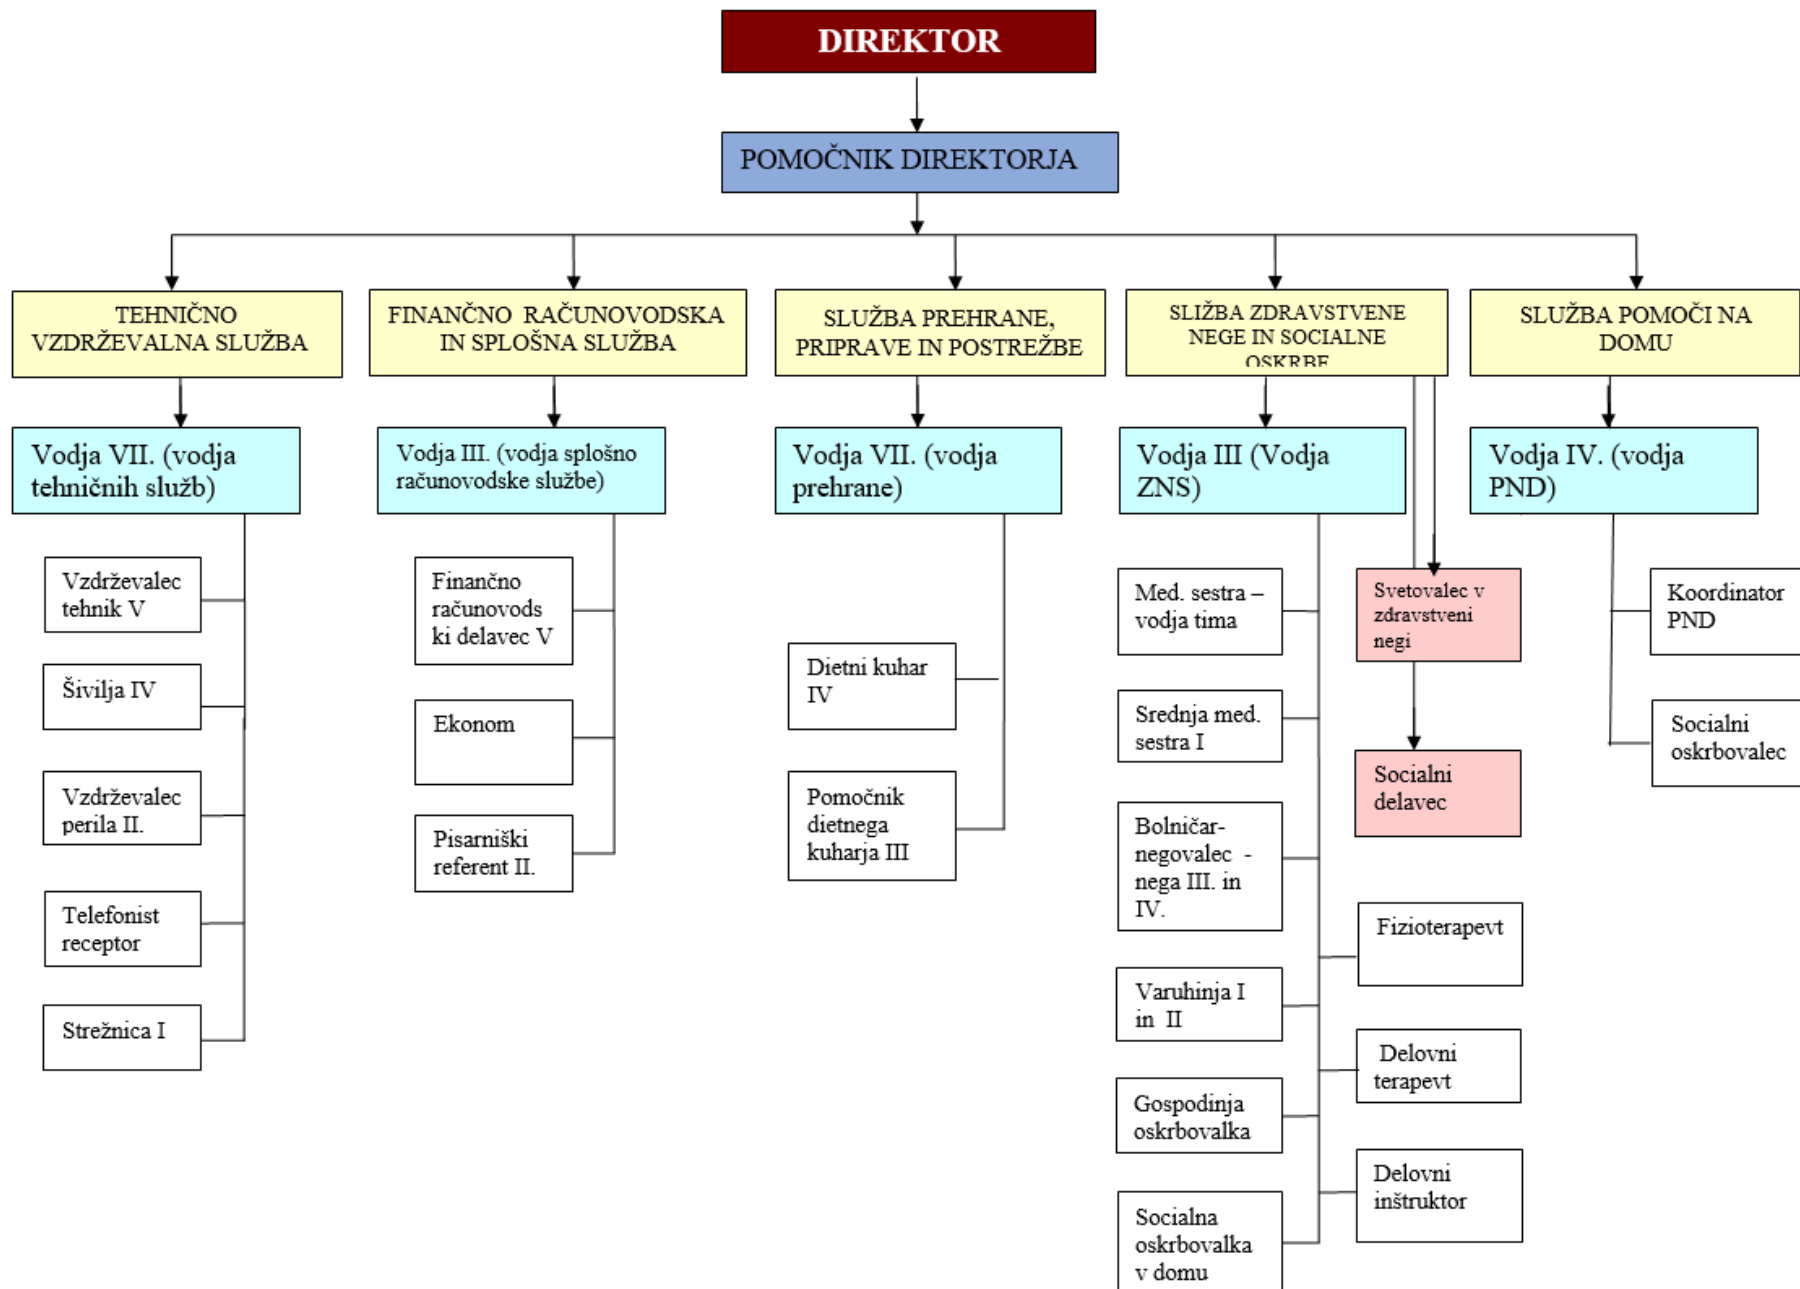 DIREKTOR
POMOČNIK DIREKTORJA
TEHNIČNO
VZDRŽEVALNA SLUŽBA
FINANČNO RAČUNOVODSKA
IN SPLOŠNA SLUŽBA
SLUŽBA PREHRANE,
PRIPRAVE IN POSTREŽBE
SLIŽBA ZDRAVSTVENE
NEGE IN SOCIALNE
OSKRBE
SLUŽBA POMOČI NA
DOMU
Vodja VII. (vodja
tehničnih služb)
Vodja III. (vodja splošno
računovodske službe)
Vodja VII. (vodja
prehrane)
Vodja III (Vodja
ZNS)
Vodja IV. (vodja
PND)
Vzdrževalec
tehnik V
Šivilja IV
Vzdrževalec
perila II.
Telefonist
receptor
Strežnica I
Finančno
računovods
ki delavec V
Ekonom
Pisarniški
referent II.
Dietni kuhar
IV
Pomočnik
dietnega
kuharja III
Med. sestra –
vodja tima
Srednja med.
sestra I
Bolničar-
negovalec -
nega III. in
IV.
Varuhinja I
in II
Gospodinja
oskrbovalka
Socialna
oskrbovalka
v domu
Svetovalec v
zdravstveni
negi
Socialni
delavec
Fizioterapevt
Delovni
terapevt
Delovni
inštruktor
Koordinator
PND
Socialni
oskrbovalec